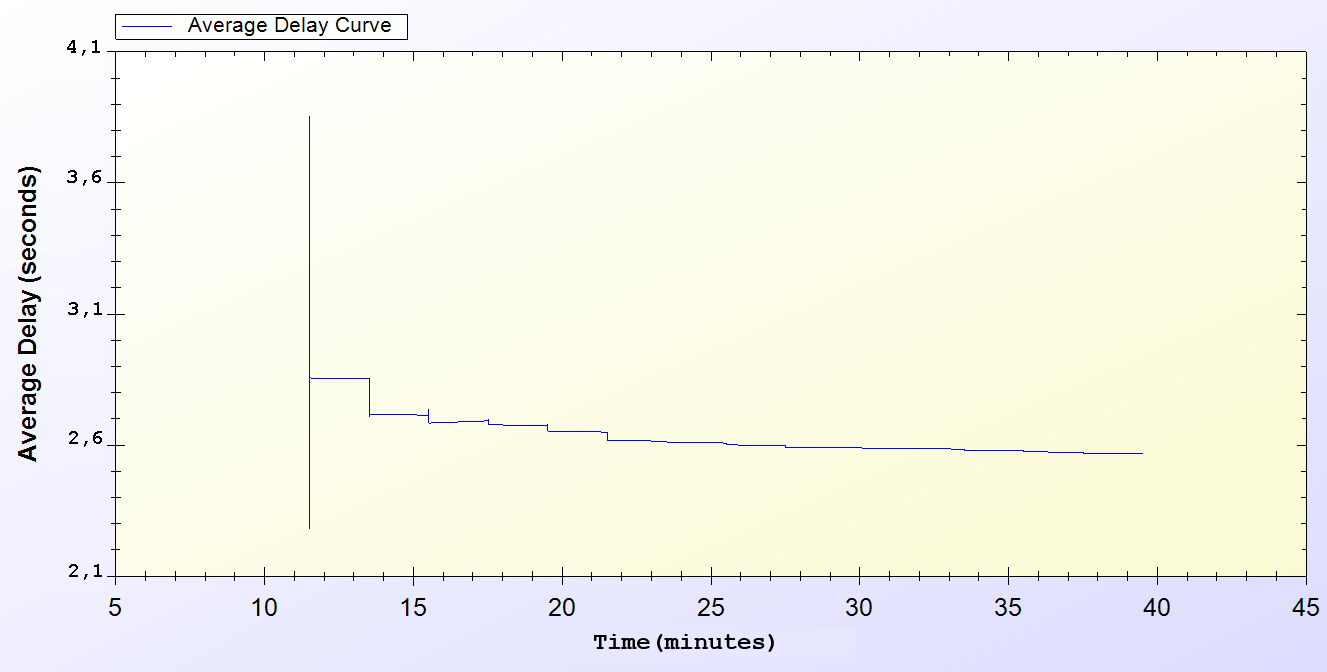 Average Delay Curve
4,1
3,6
3,1
2,6
2,1
Average Delay (seconds)
5 10 15 20 25 30 35 40 45
Time(minutes)